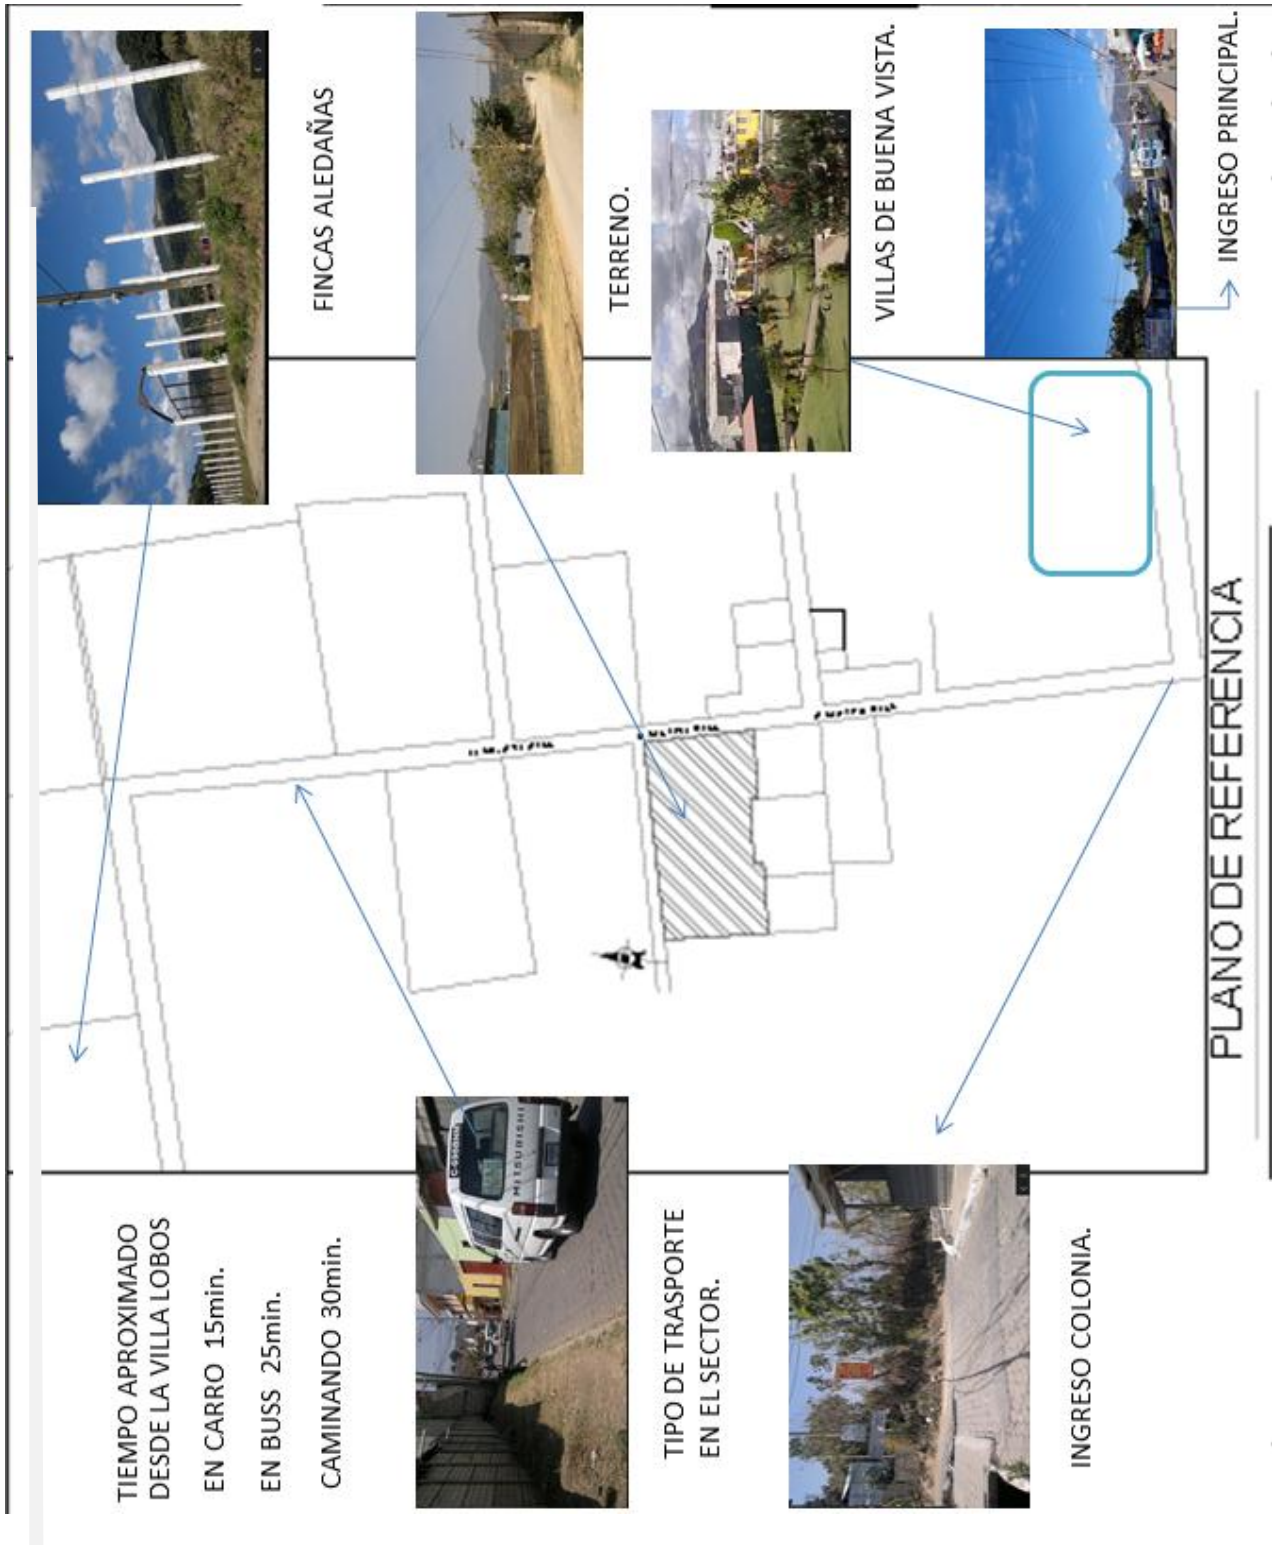 TIEMPO APROXIMADO
DESDE LA VILLA LOBOS
EN CARRO 15min.
EN BUSS 25min.
CAMINANDO 30min.
FINCAS ALEDAÑAS
MITSUBISHI
TIPO DE TRASPORTE
EN EL SECTOR.
TERRENO.
VILLAS DE BUENA VISTA.
INGRESO COLONIA.
INGRESO PRINCIPAL.
PLANO DE REFERENCIA